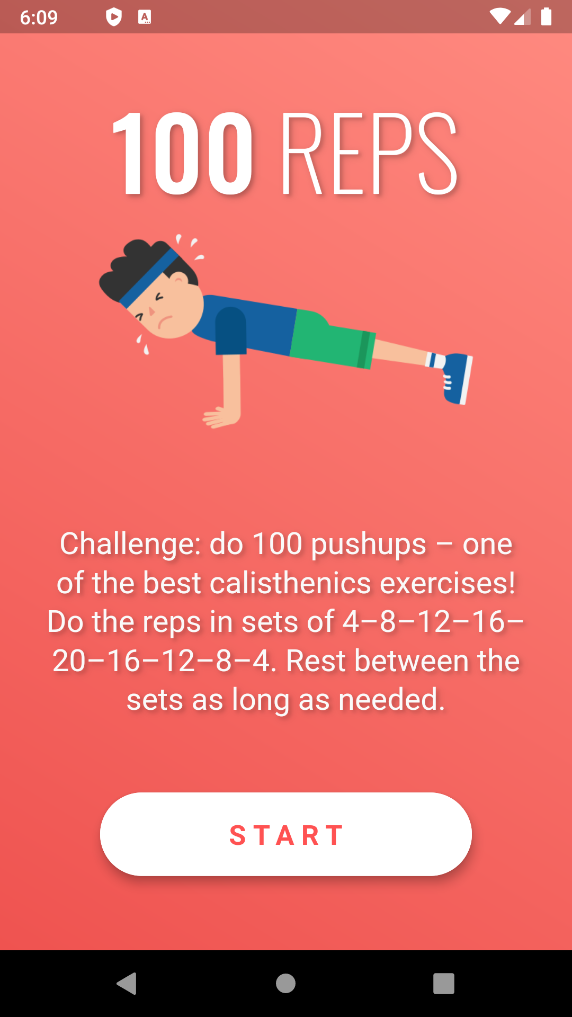 6:09
A
100 REPS
Challenge: do 100 pushups – one
of the best calisthenics exercises!
Do the reps in sets of 4–8–12–16–
20–16–12–8–4. Rest between the
sets as long as needed.
START